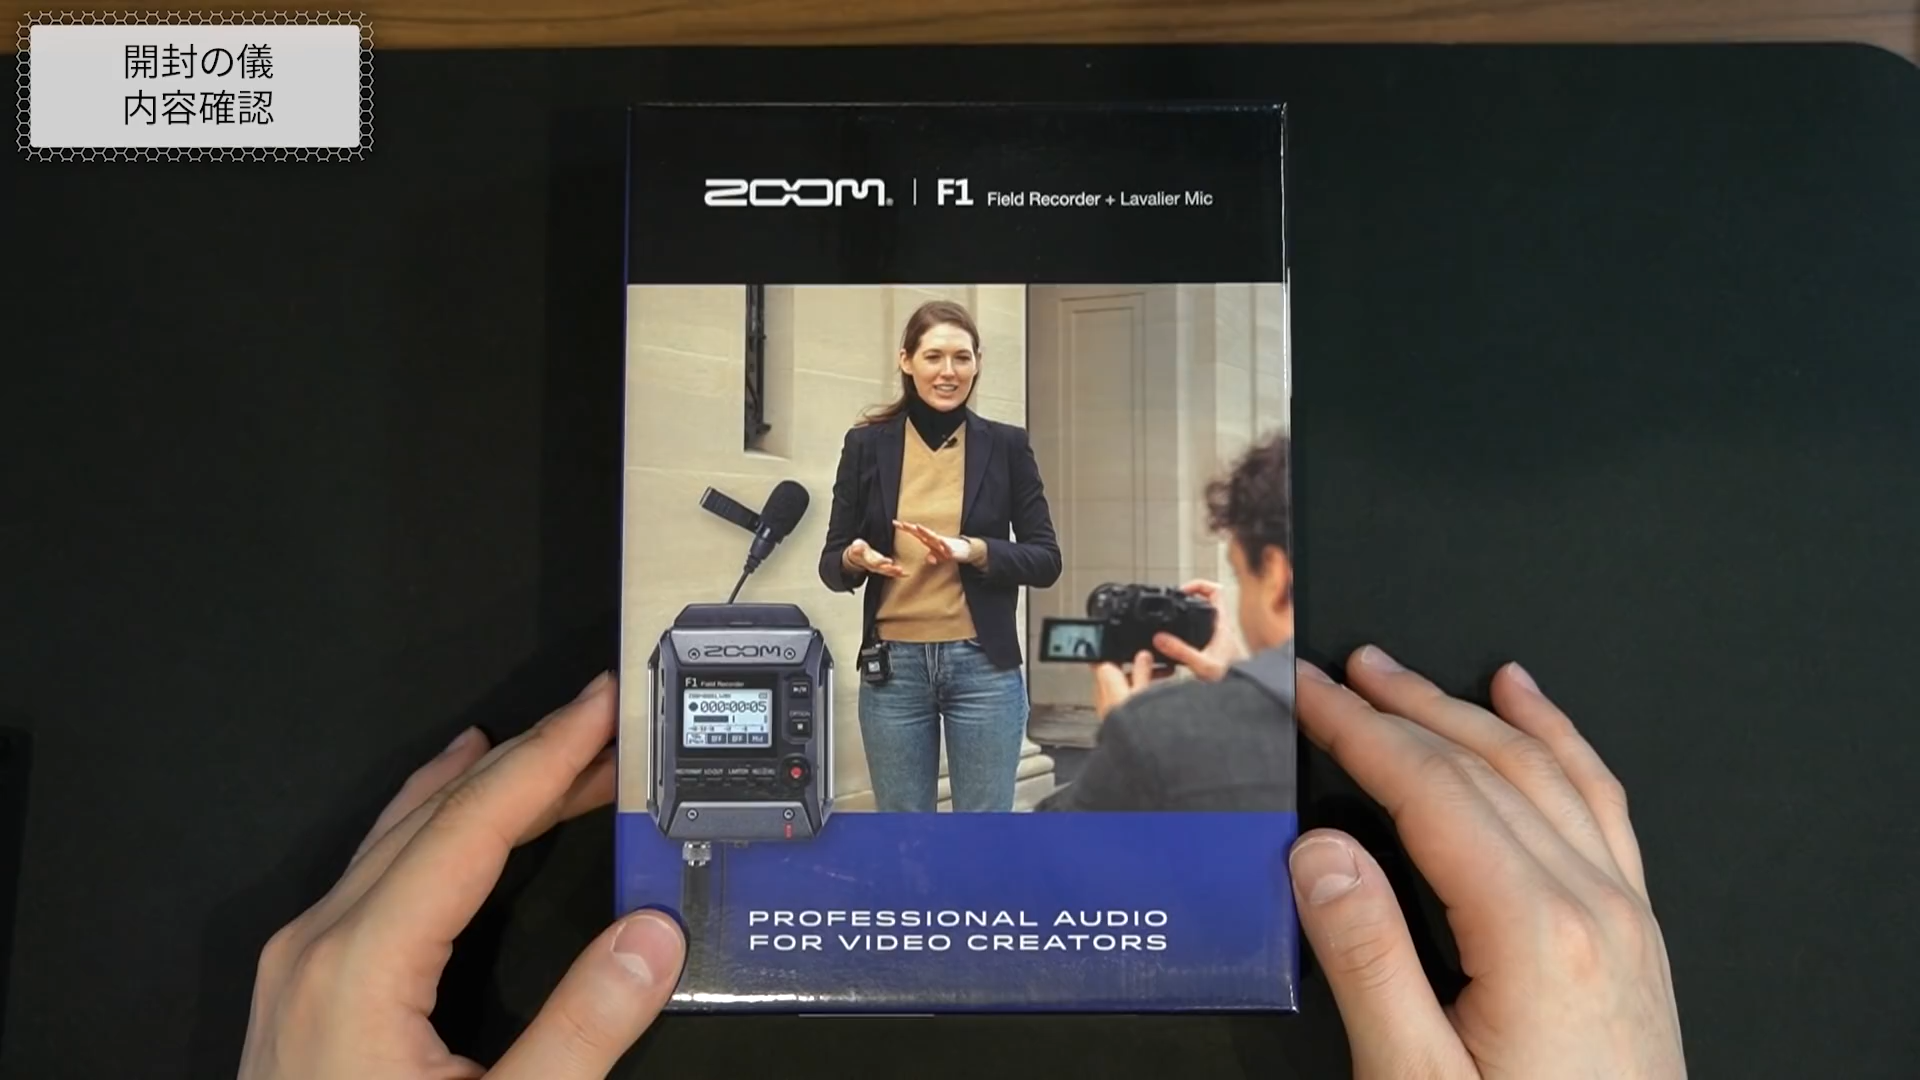 開封の儀
内容確認
ZOOM® | F1 Field Recorder + Lavalier Mic
ZOOM
F1 Field Recorder
000:00:05
OPTION
PROFESSIONAL AUDIO
FOR VIDEO CREATORS